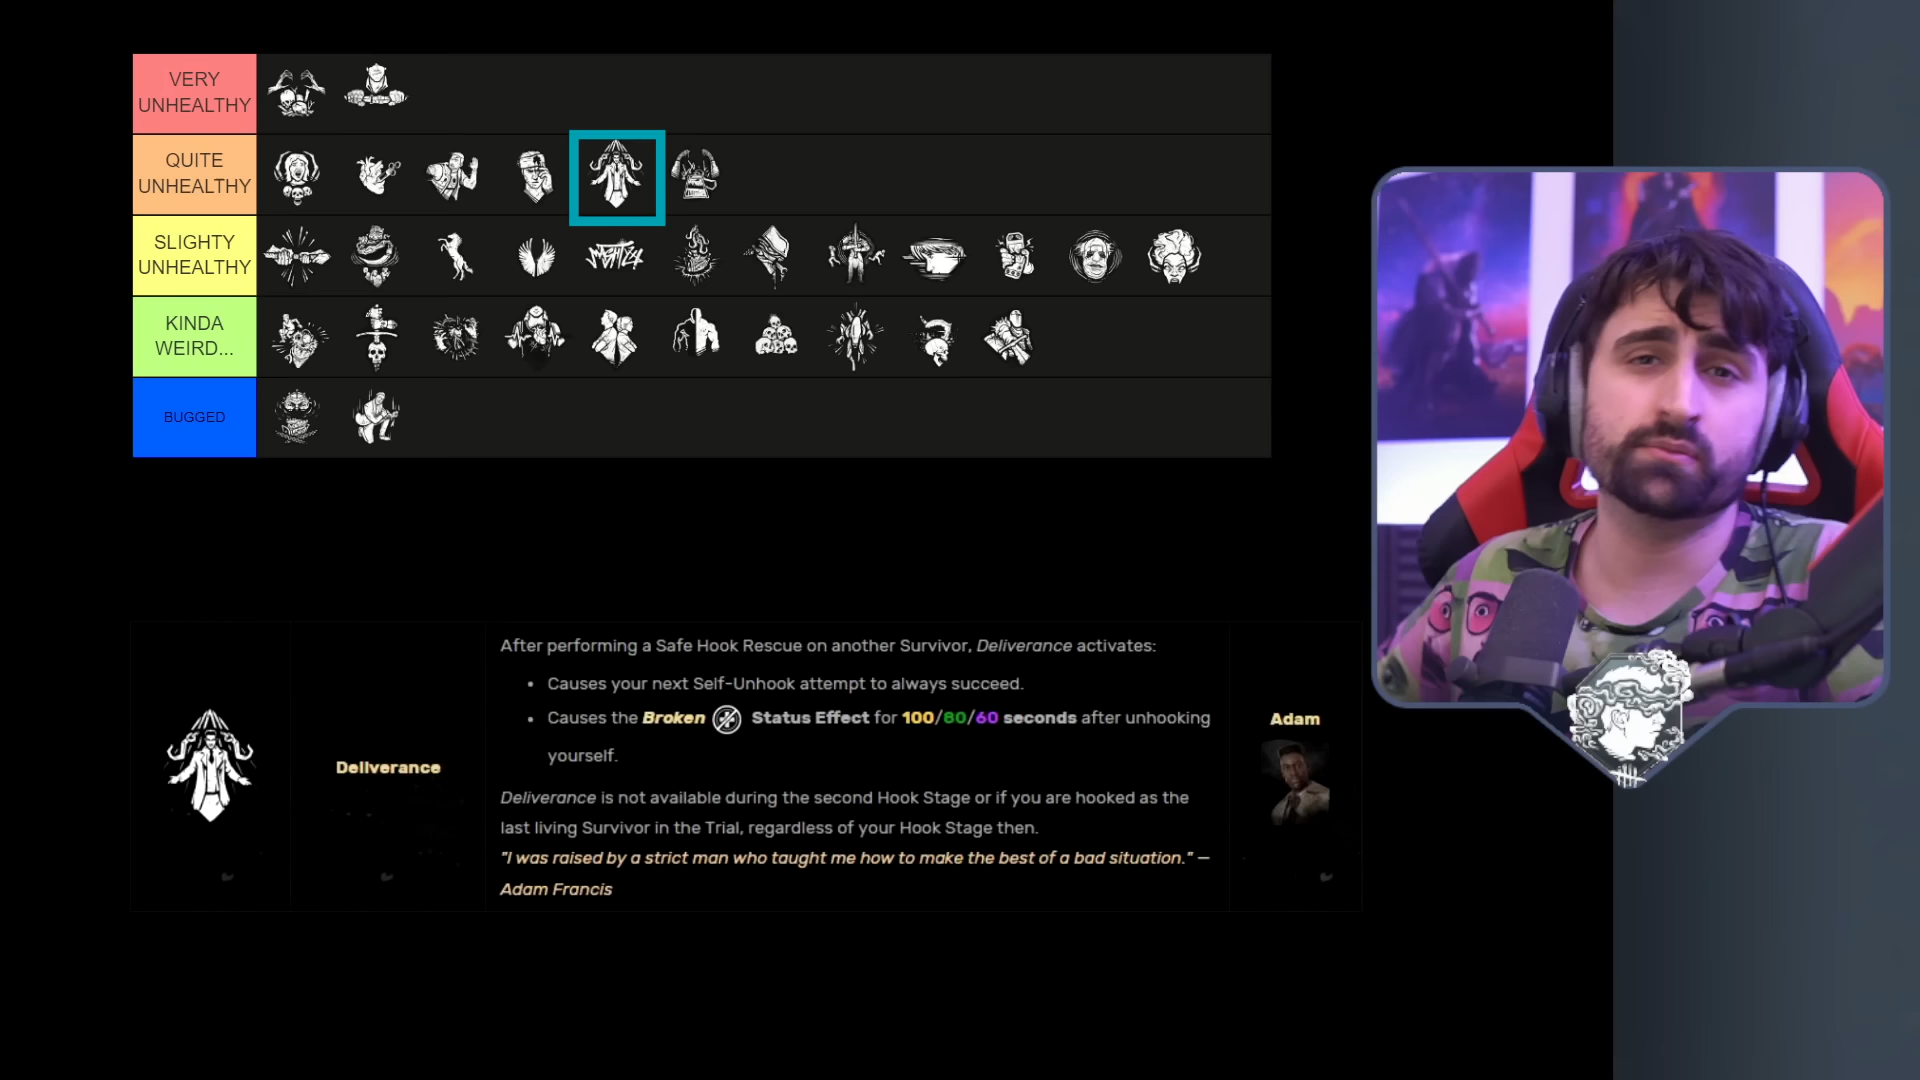 VERY
UNHEALTHY
QUITE
UNHEALTHY
SLIGHTY
UNHEALTHY
KINDA
WEIRD...
BUGGED
Deliverance
After performing a Safe Hook Rescue on another Survivor, Deliverance activates:
• Causes your next Self-Unhook attempt to always succeed.
• Causes the Broken Status Effect for 100/80/60 seconds after unhooking
yourself.
Deliverance is not available during the second Hook Stage or if you are hooked as the
last living Survivor in the Trial, regardless of your Hook Stage then.
"I was raised by a strict man who taught me how to make the best of a bad situation." —
Adam Francis
Adam